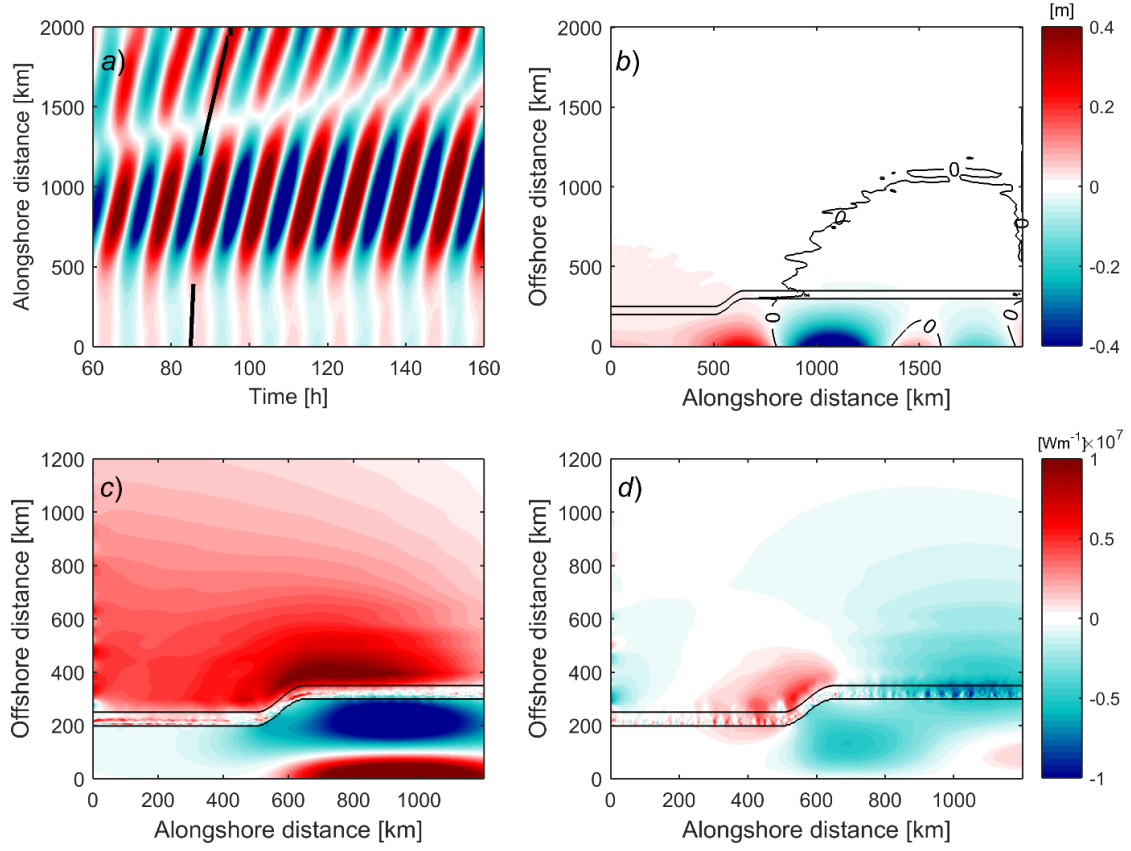 a)
Alongshore distance [km]
2000
1500
1000
500
0
60 80 100 120 140 160
Time [h]
b)
Offshore distance [km]
2000
1500
1000
500
0
0 0 0 0 0 0
0 500 1000 1500
Alongshore distance [km]
[m]
0.4
0.2
0
-0.2
-0.4
c)
Offshore distance [km]
1200
1000
800
600
400
200
0
0 200 400 600 800 1000
Alongshore distance [km]
d)
Offshore distance [km]
1200
1000
800
600
400
200
0
0 200 400 600 800 1000
Alongshore distance [km]
[Wm⁻¹]×10⁷
1
0.5
0
-0.5
-1